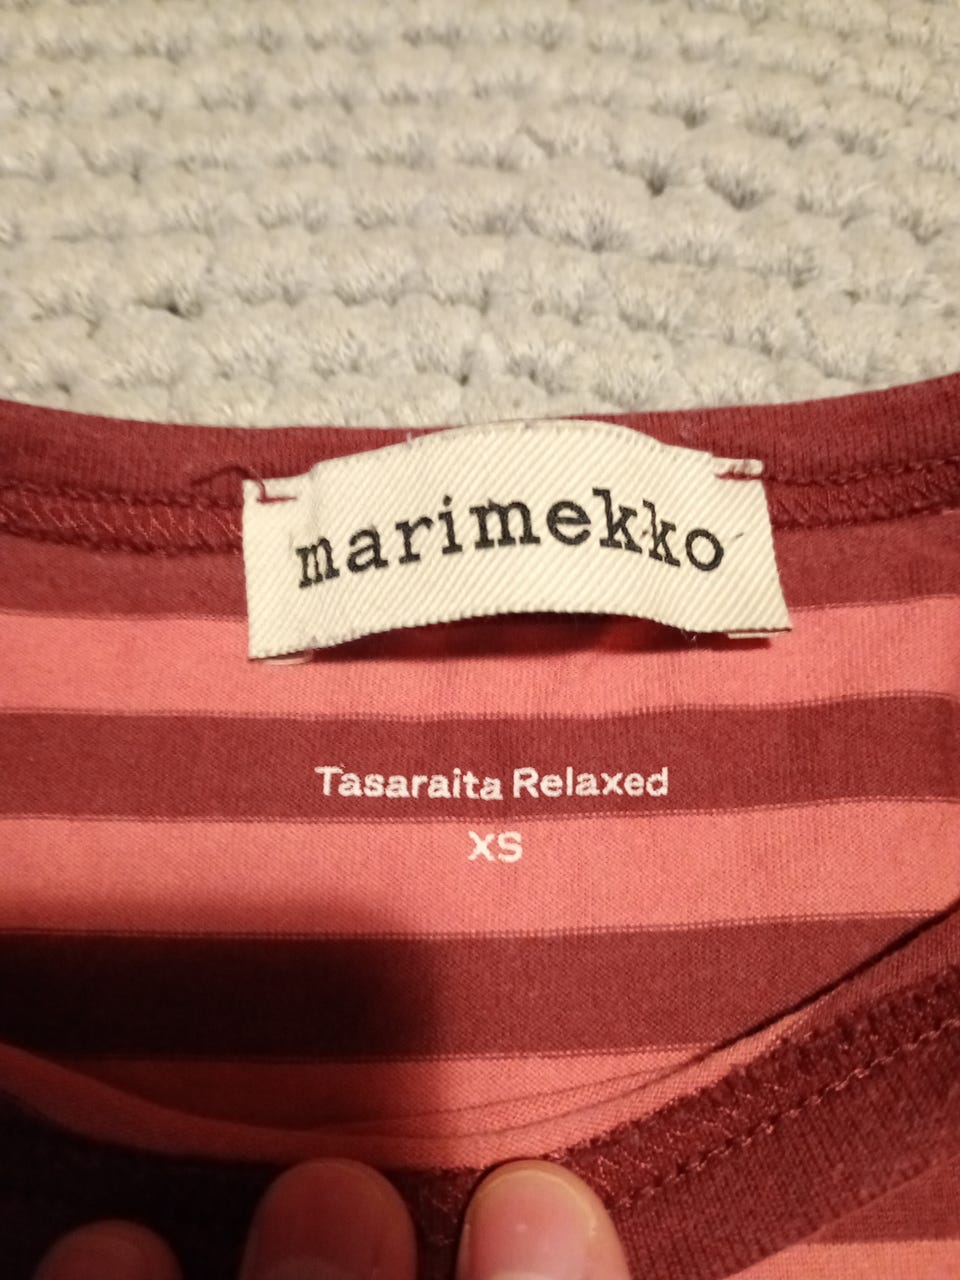 marimekko
Tasaraita Relaxed
XS